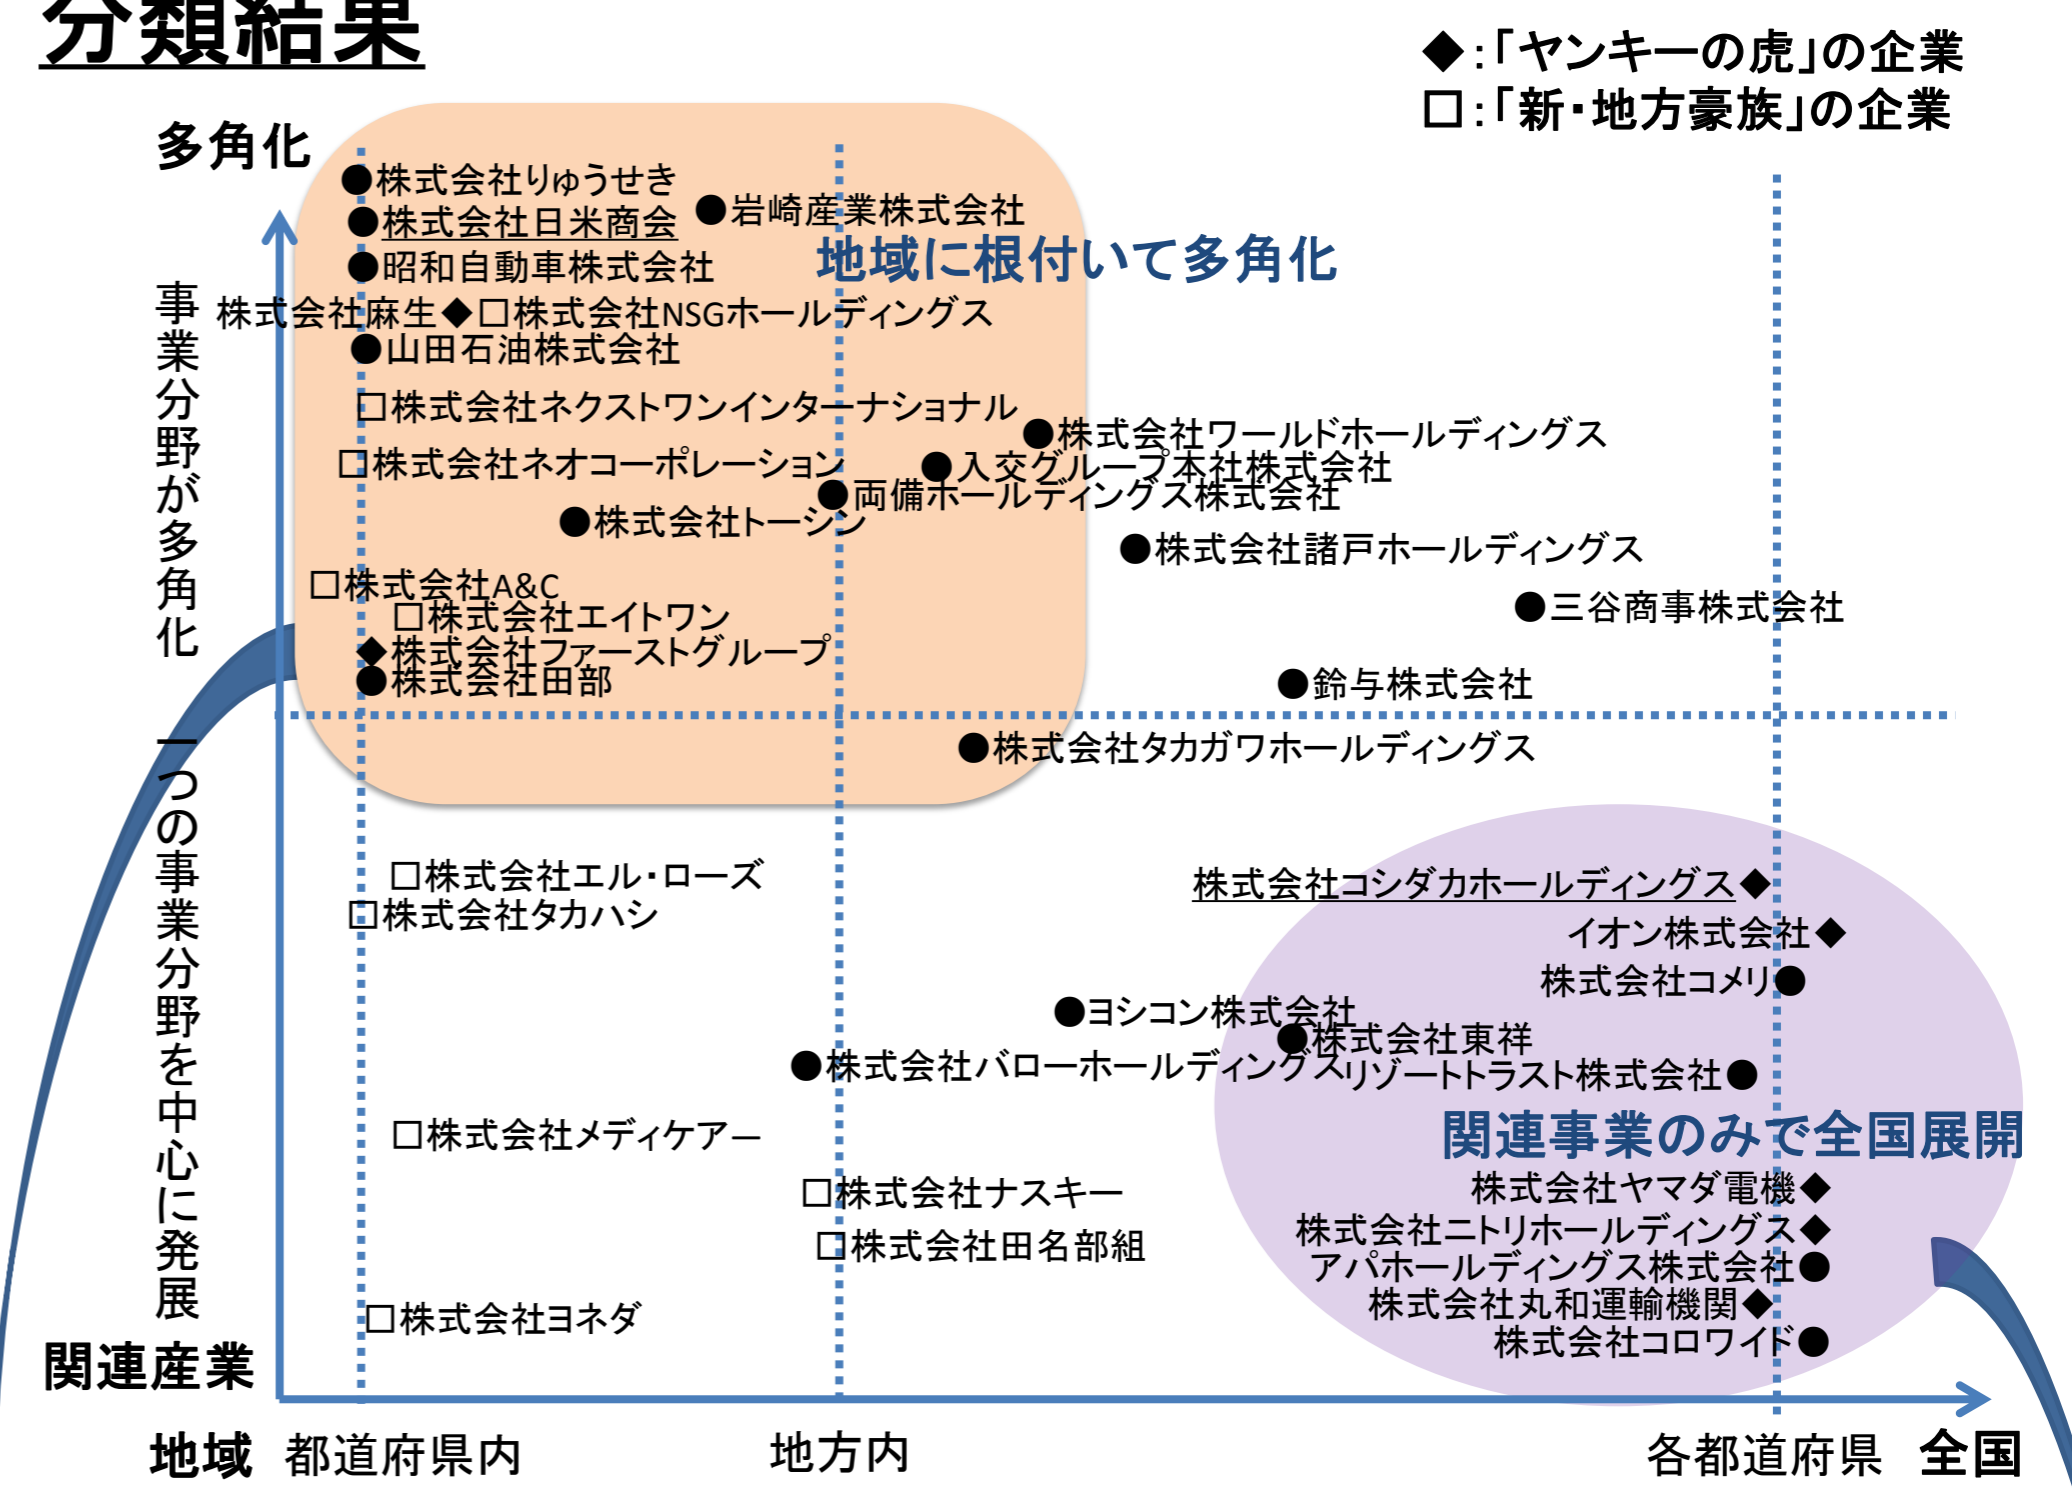 分類結果
◆:「ヤンキーの虎」の企業
□:「新・地方豪族」の企業
多角化
●株式会社りゅうせき
●岩崎産業株式会社
●株式会社日米商会
地域に根付いて多角化
●昭和自動車株式会社
株式会社麻生◆□株式会社NSGホールディングス
●山田石油株式会社
□株式会社ネクストワンインターナショナル
●株式会社ワールドホールディングス
□株式会社ネオコーポレーション
●入交グループ本社株式会社
●両備ホールディングス株式会社
●株式会社トーシン
●株式会社諸戸ホールディングス
□株式会社A&C
●三谷商事株式会社
□株式会社エイトワン
◆株式会社ファーストグループ
●株式会社田部
●鈴与株式会社
●株式会社タカガワホールディングス
事業分野が多角化
一つの事業分野を中心に発展
□株式会社エル・ローズ
株式会社コシダカホールディングス◆
□株式会社タカハシ
イオン株式会社◆
株式会社コメリ●
●ヨシコン株式会社
●株式会社東祥
●株式会社バローホールディングス
リゾートトラスト株式会社●
関連事業のみで全国展開
□株式会社メディケアー
株式会社ヤマダ電機◆
□株式会社ナスキー
株式会社ニトリホールディングス◆
□株式会社田名部組
アパホールディングス株式会社●
株式会社丸和運輸機関◆
□株式会社ヨネダ
株式会社コロワイド●
関連産業
地域 都道府県内 地方内 各都道府県 全国